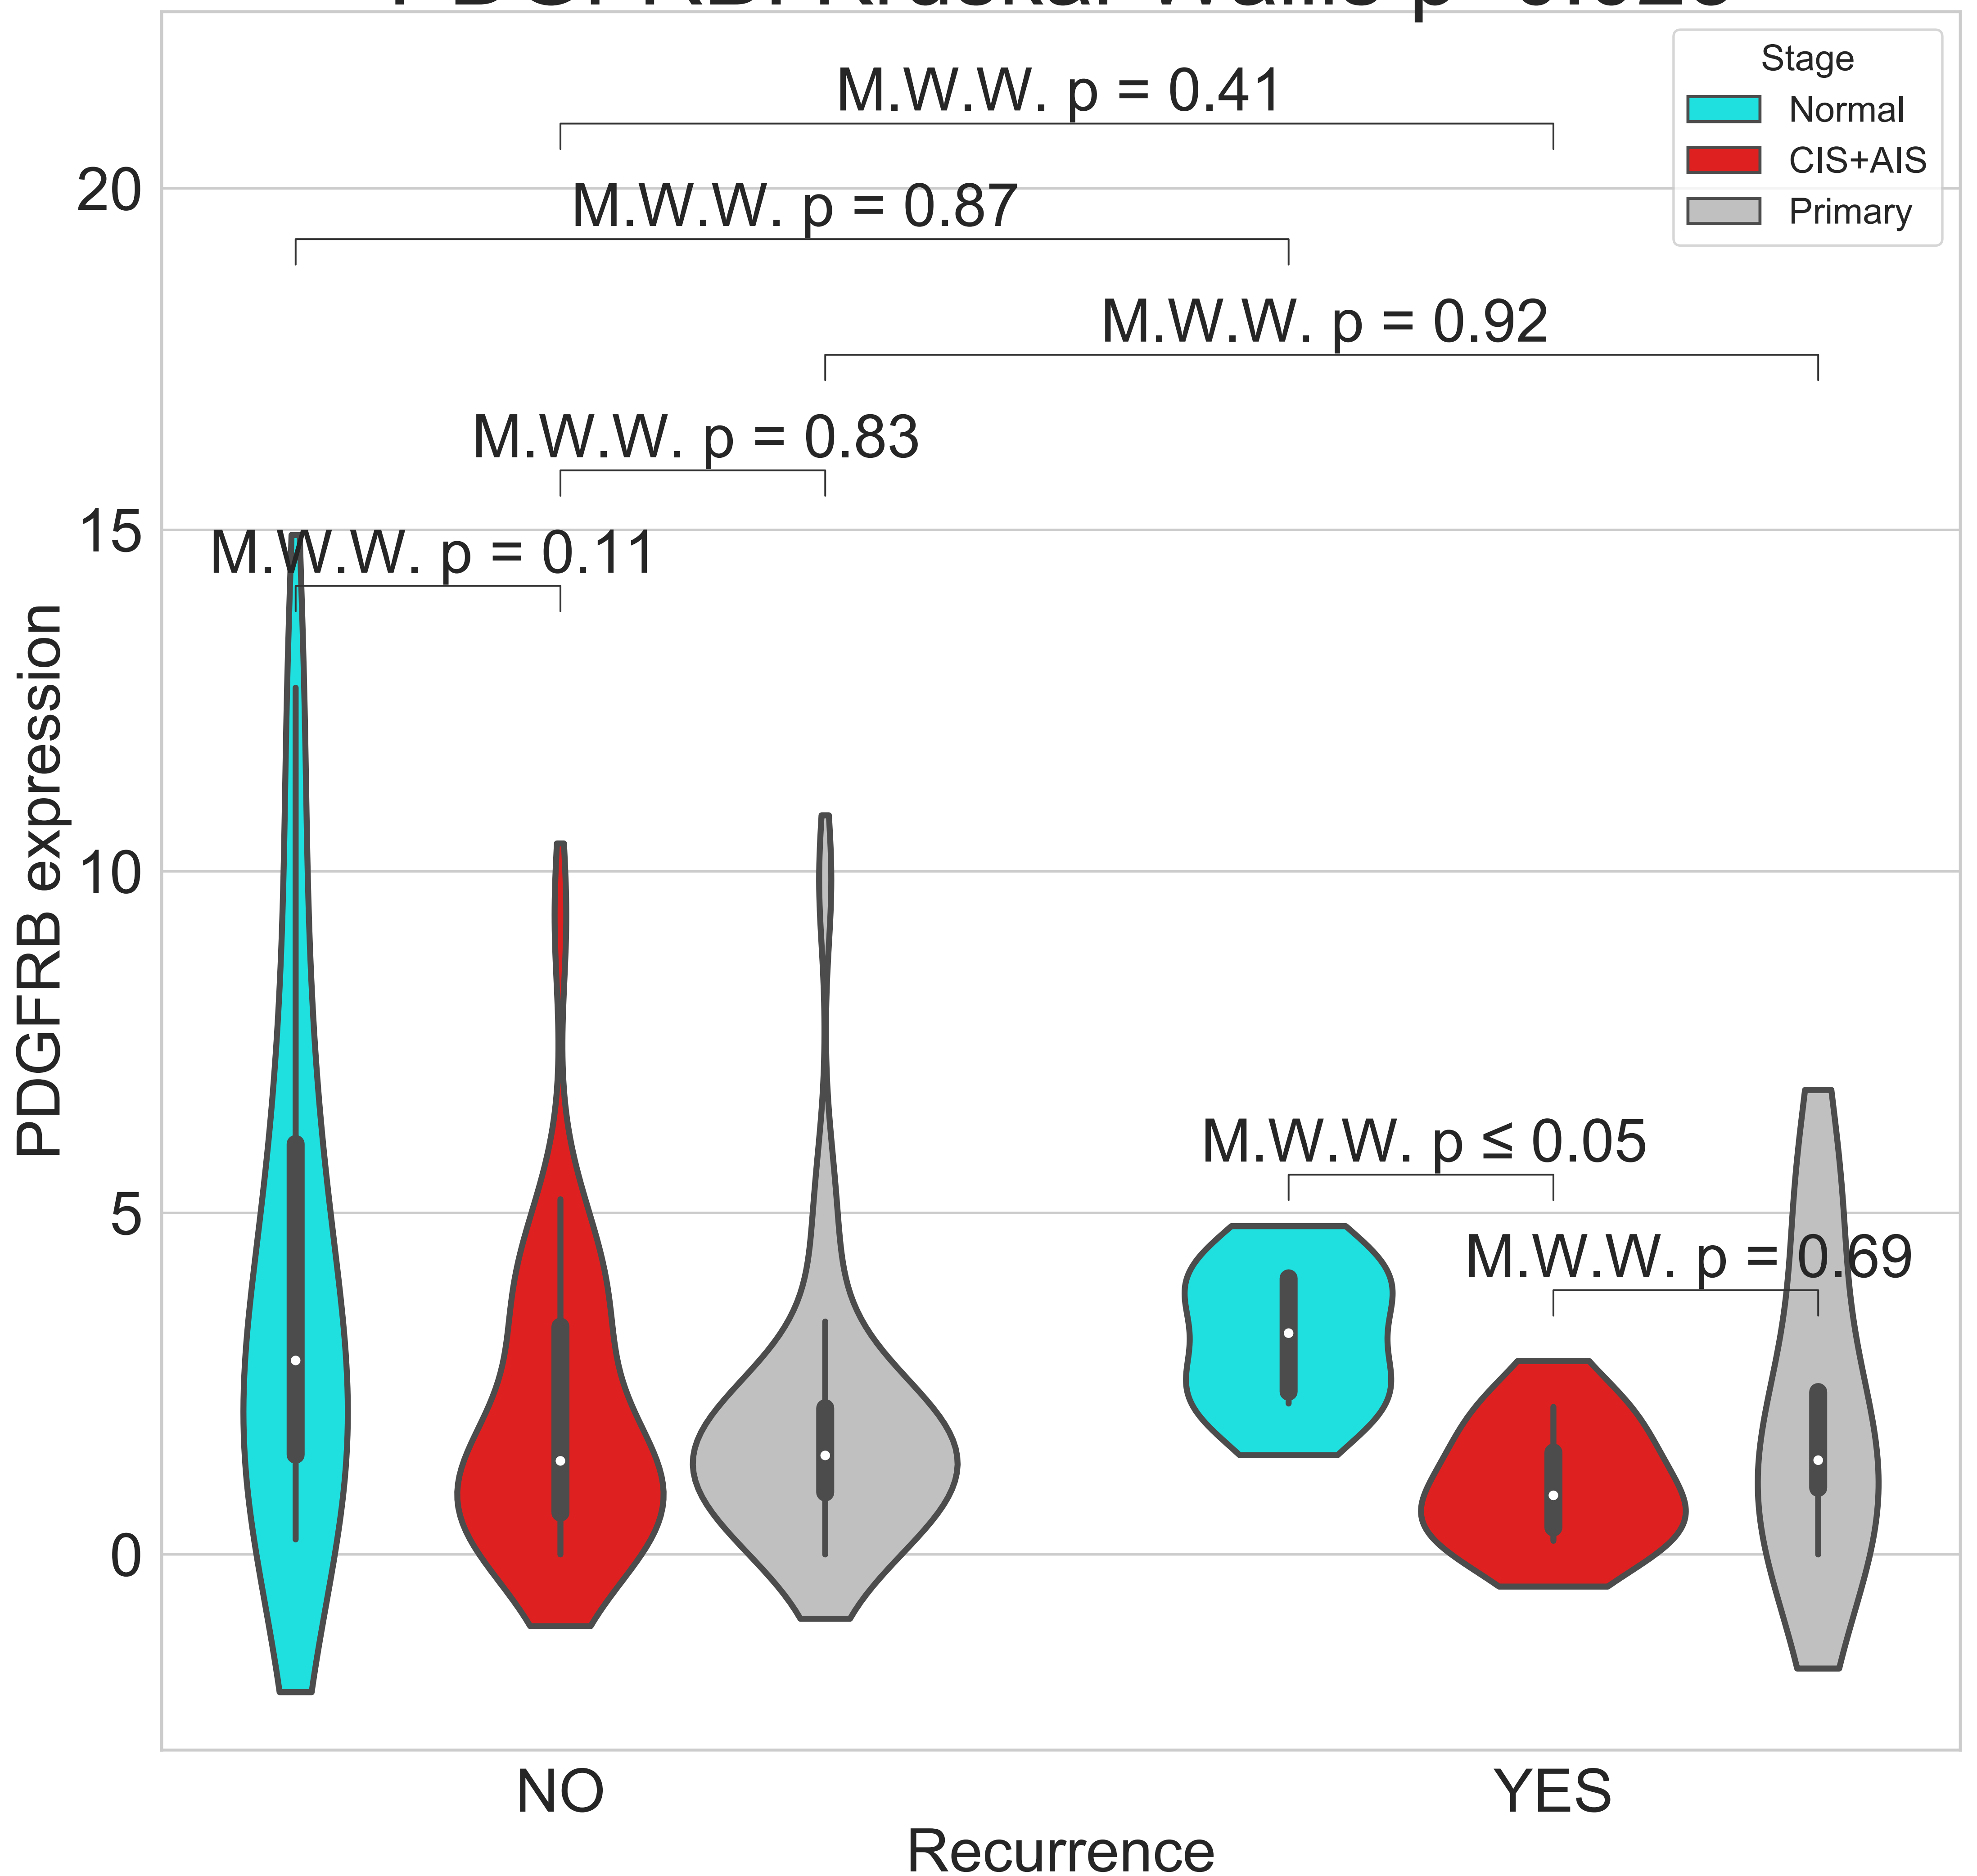 Stage
Normal
CIS+AIS
Primary
M.W.W. p = 0.41
M.W.W. p = 0.87
M.W.W. p = 0.92
M.W.W. p = 0.83
M.W.W. p = 0.11
M.W.W. p ≤ 0.05
M.W.W. p = 0.69
PDGFRB expression
20
15
10
5
0
NO
YES
Recurrence